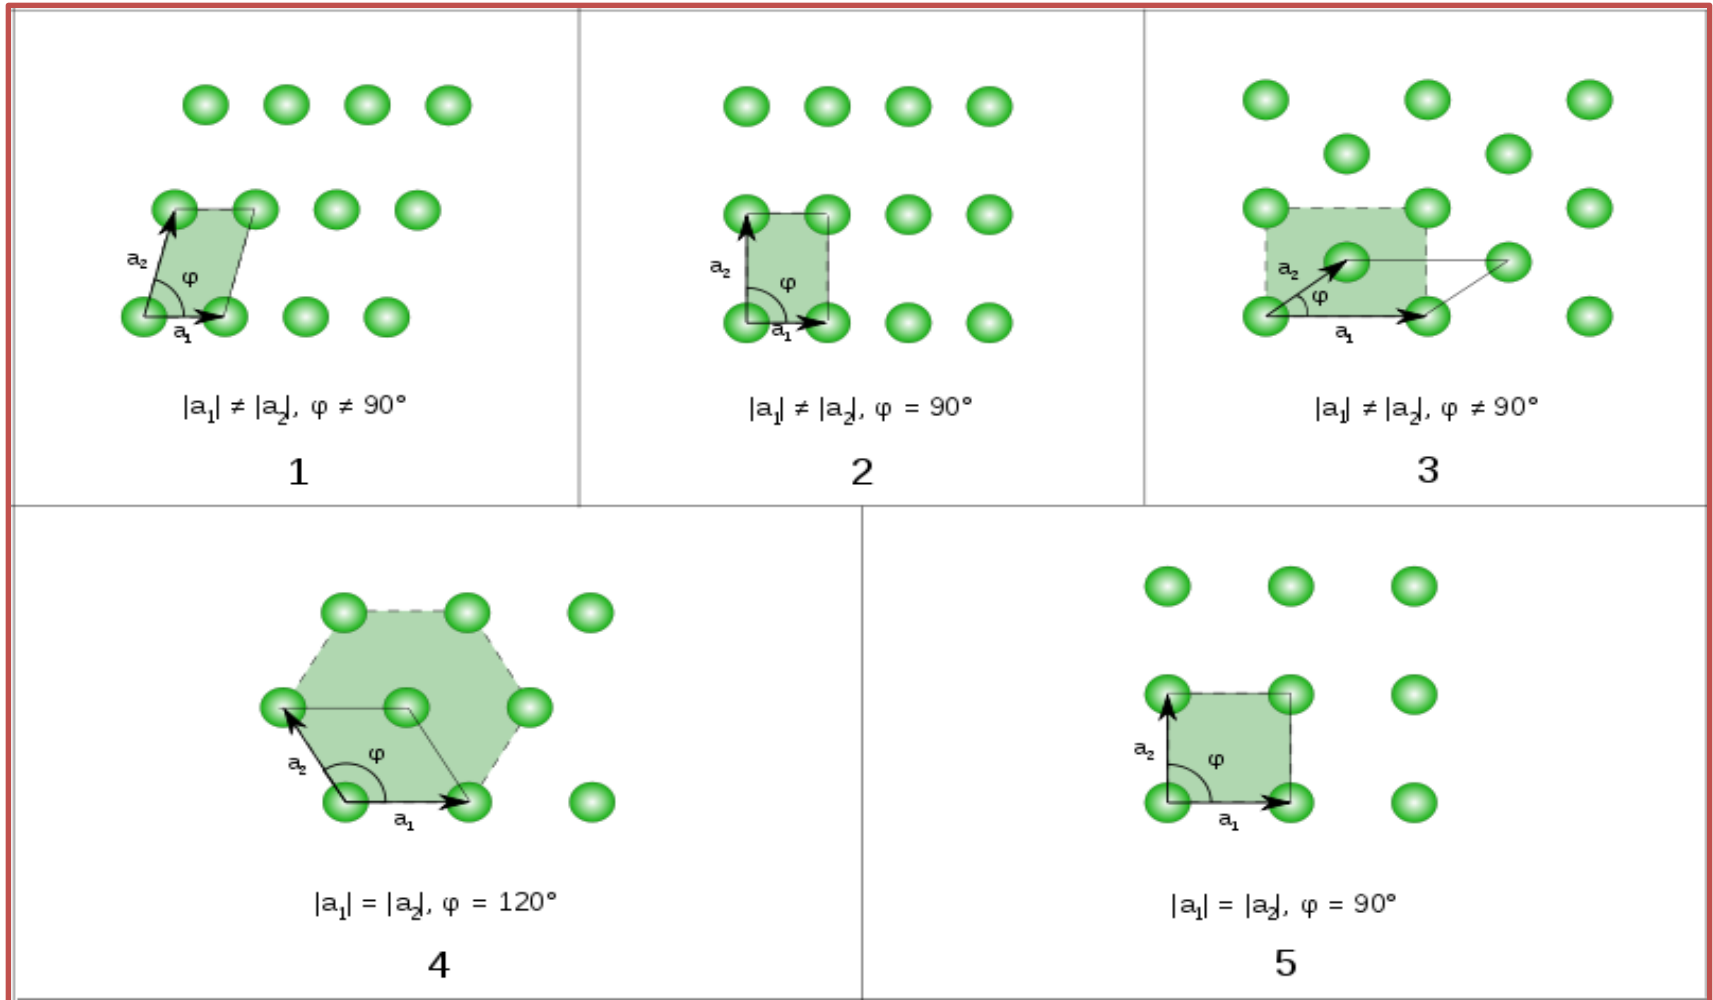 a₂
φ
a₁
|a₁| ≠ |a₂|, φ ≠ 90°
1
a₂
φ
a₁
|a₁| ≠ |a₂|, φ = 90°
2
a₂
φ
a₁
|a₁| ≠ |a₂|, φ ≠ 90°
3
φ
a₂
a₁
|a₁| = |a₂|, φ = 120°
4
a₂
φ
a₁
|a₁| = |a₂|, φ = 90°
5